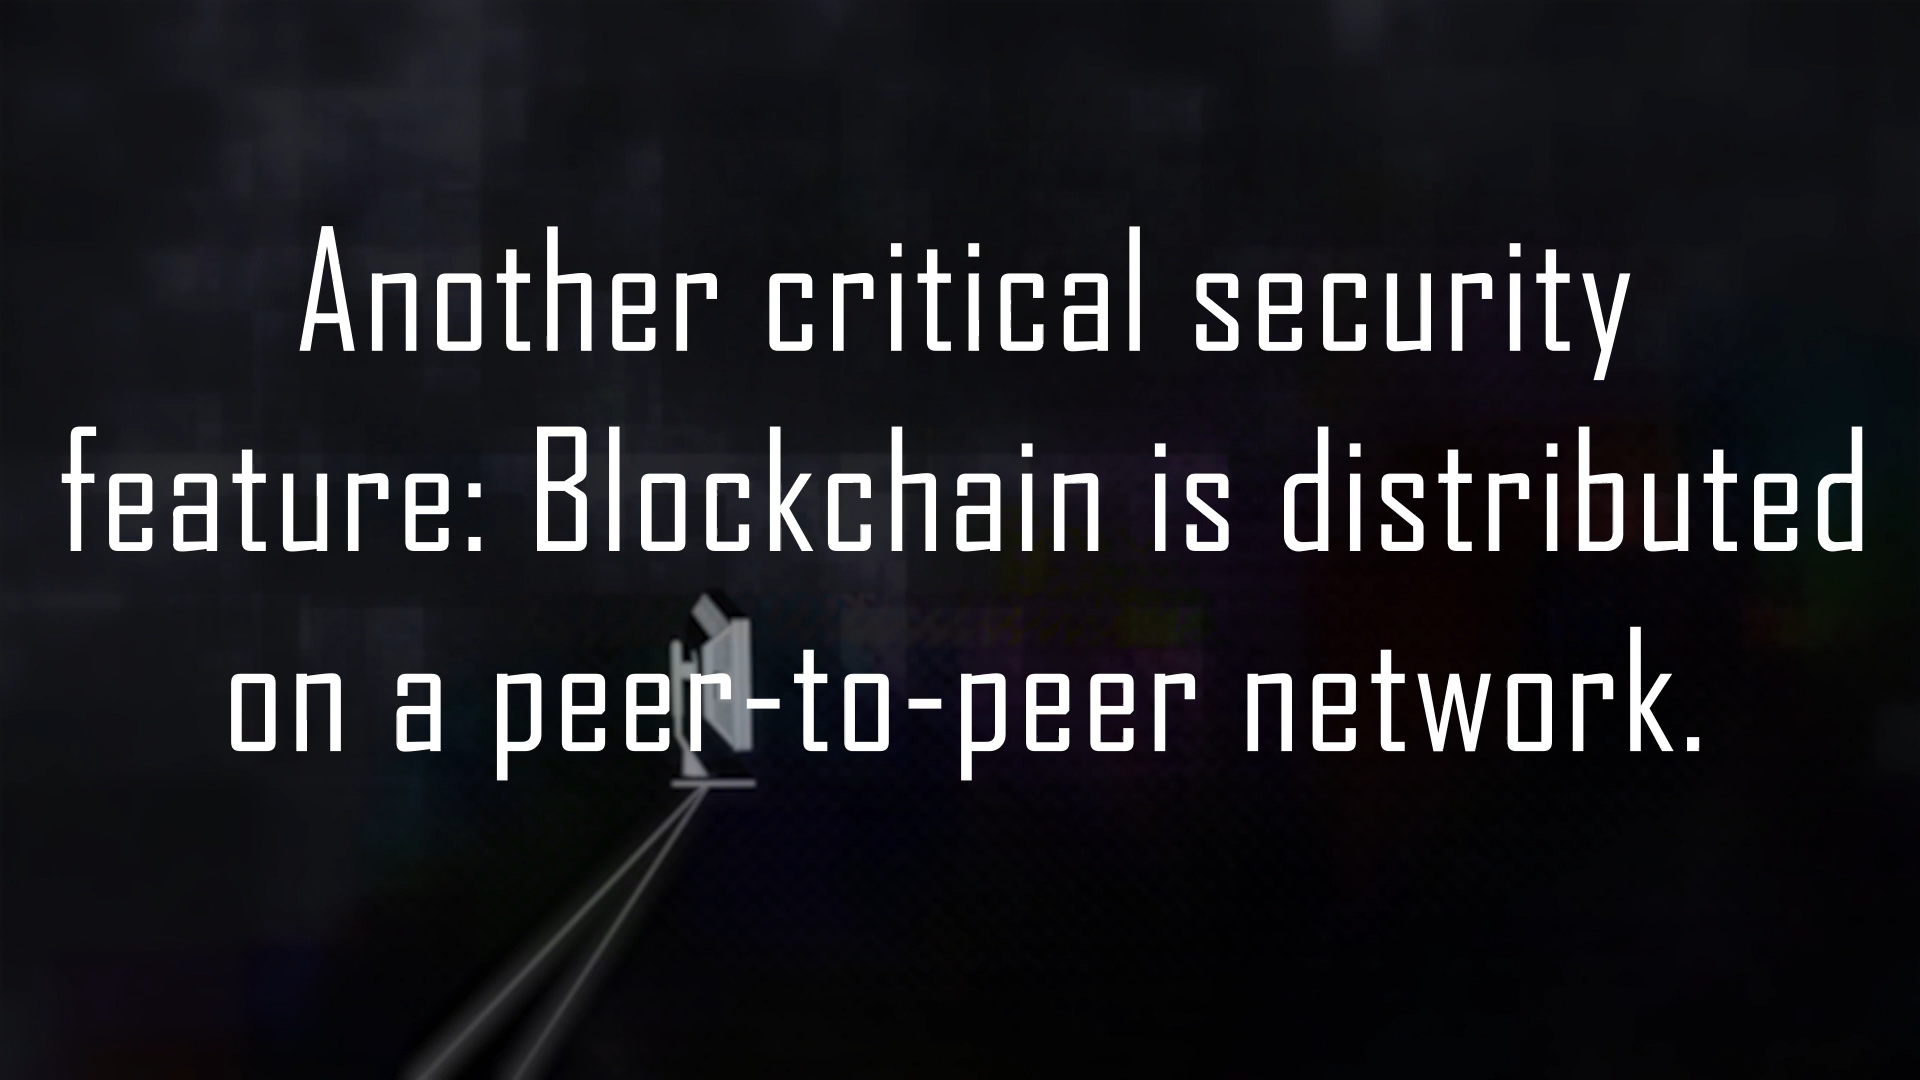 Another critical security
feature: Blockchain is distributed
on a peer-to-peer network.